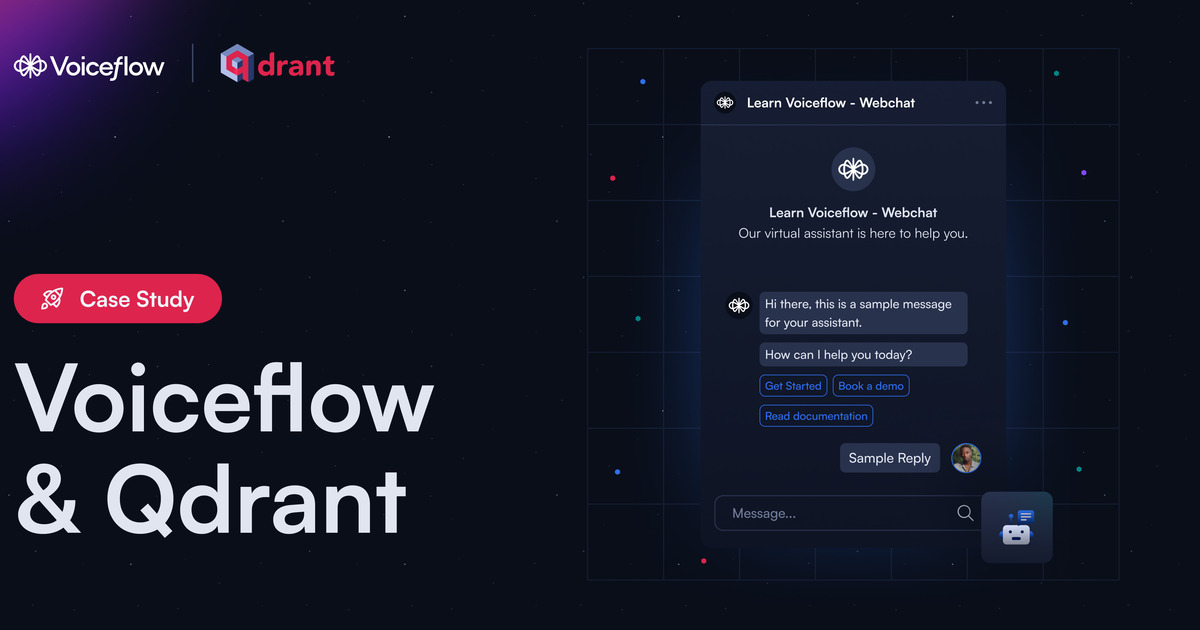 Voiceflow
qdrant
Case Study
Voiceflow
& Qdrant
Learn Voiceflow - Webchat
Learn Voiceflow - Webchat
Our virtual assistant is here to help you.
Hi there, this is a sample message
for your assistant.
How can I help you today?
Get Started
Book a demo
Read documentation
Sample Reply
Message...